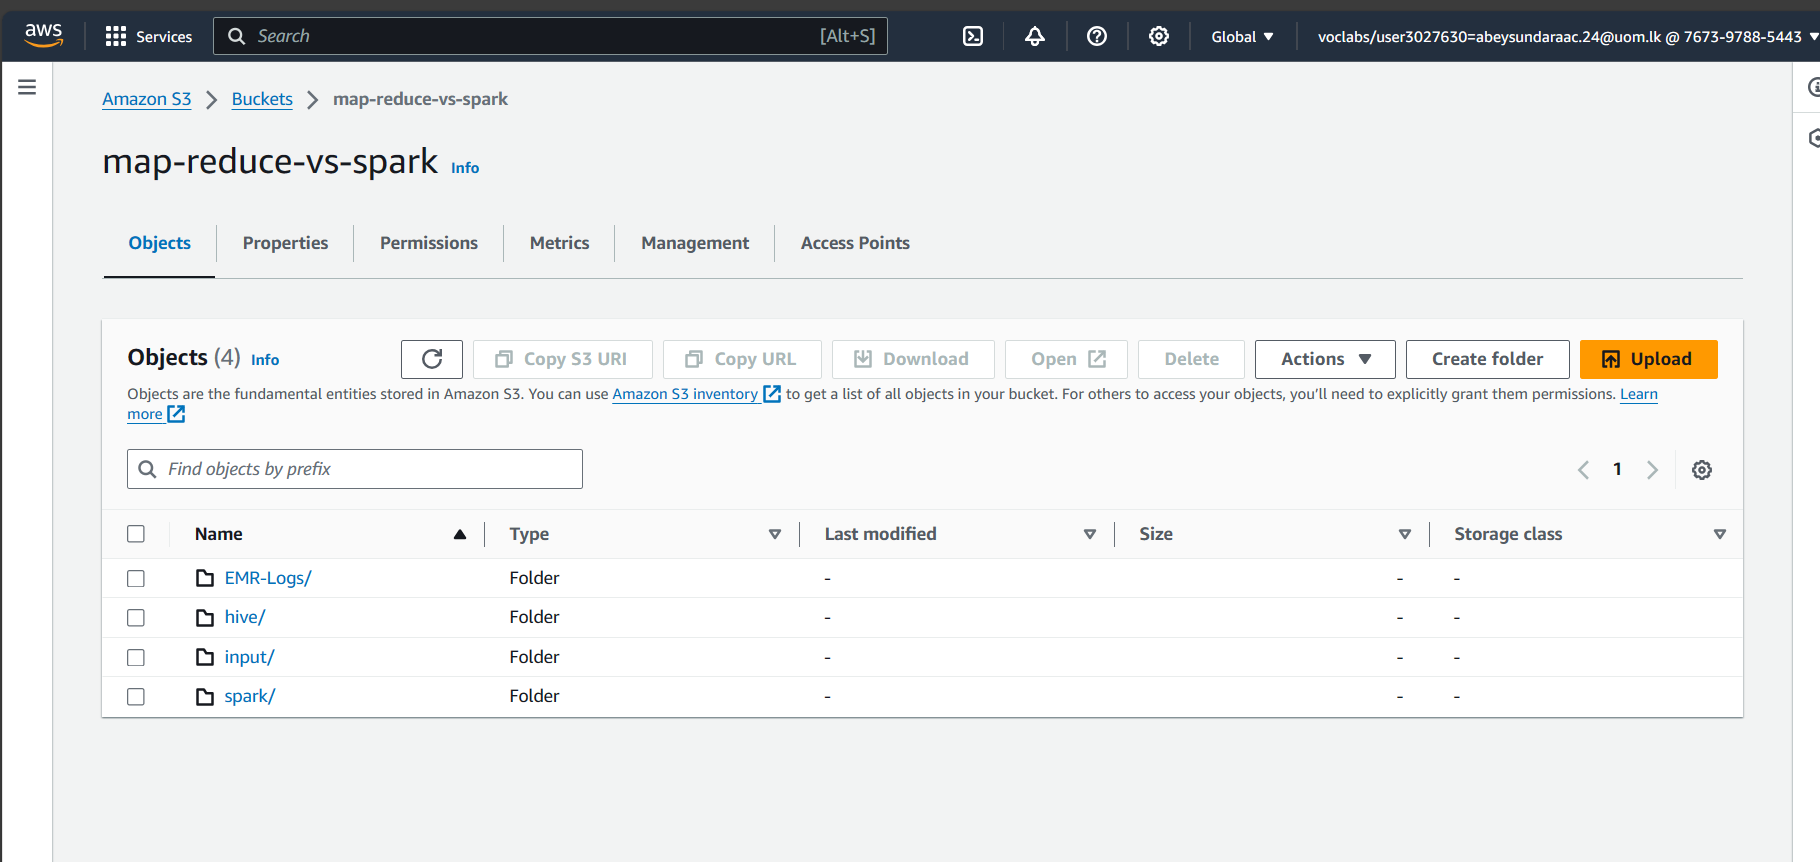 aws Services Search [Alt+S] Global voclabs/user3027630=abeysundaraac.24@uom.lk @ 7673-9788-5443
Amazon S3 > Buckets > map-reduce-vs-spark
map-reduce-vs-spark Info
Objects Properties Permissions Metrics Management Access Points
Objects (4) Info Copy S3 URI Copy URL Download Open Delete Actions Create folder Upload
Objects are the fundamental entities stored in Amazon S3. You can use Amazon S3 inventory to get a list of all objects in your bucket. For others to access your objects, you'll need to explicitly grant them permissions. Learn
more
Find objects by prefix 1
Name Type Last modified Size Storage class
EMR-Logs/ Folder - - -
hive/ Folder - - -
input/ Folder - - -
spark/ Folder - - -